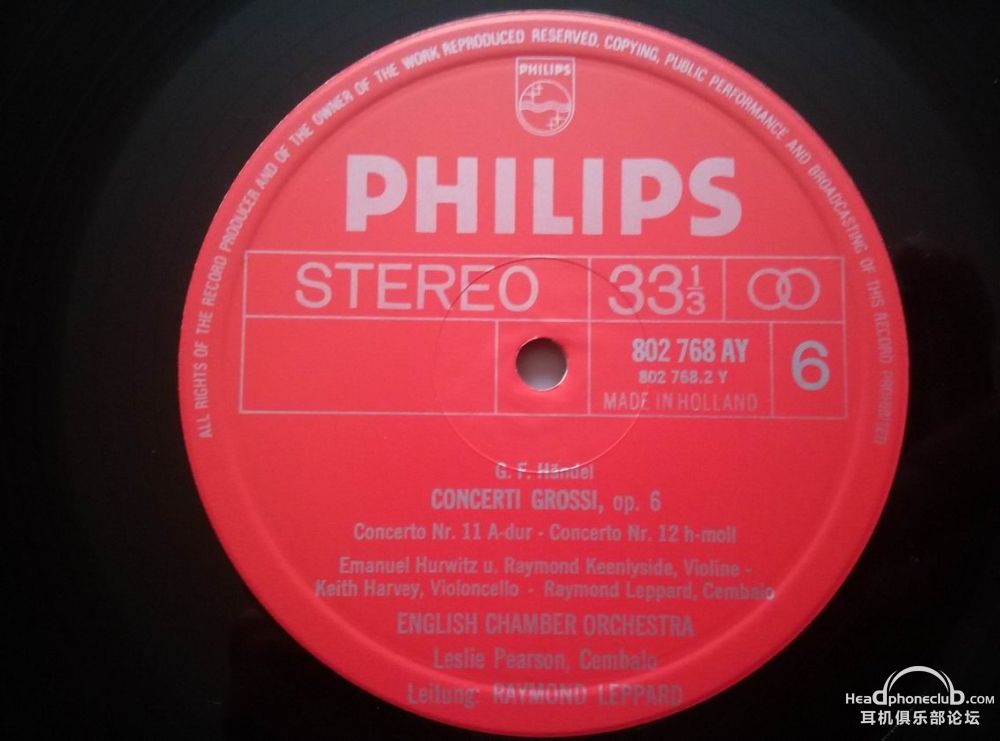 ALL RIGHTS OF THE RECORD PRODUCER AND OF THE OWNER OF THE WORK REPRODUCED RESERVED. COPYING, PUBLIC PERFORMANCE AND BROADCASTING OF THIS RECORD PROHIBITED
PHILIPS
PHILIPS
STEREO 33 1/3
802 768 AY 6
802 768.2 Y
MADE IN HOLLAND
G. F. Händel
CONCERTI GROSSI, op. 6
Concerto Nr. 11 A-dur - Concerto Nr. 12 h-moll
Emanuel Hurwitz u. Raymond Keenlyside, Violine -
Keith Harvey, Violoncello - Raymond Leppard, Cembalo
ENGLISH CHAMBER ORCHESTRA
Leslie Pearson, Cembalo
Leitung: RAYMOND LEPPARD
HeadphoneclubD.com
耳机俱乐部论坛